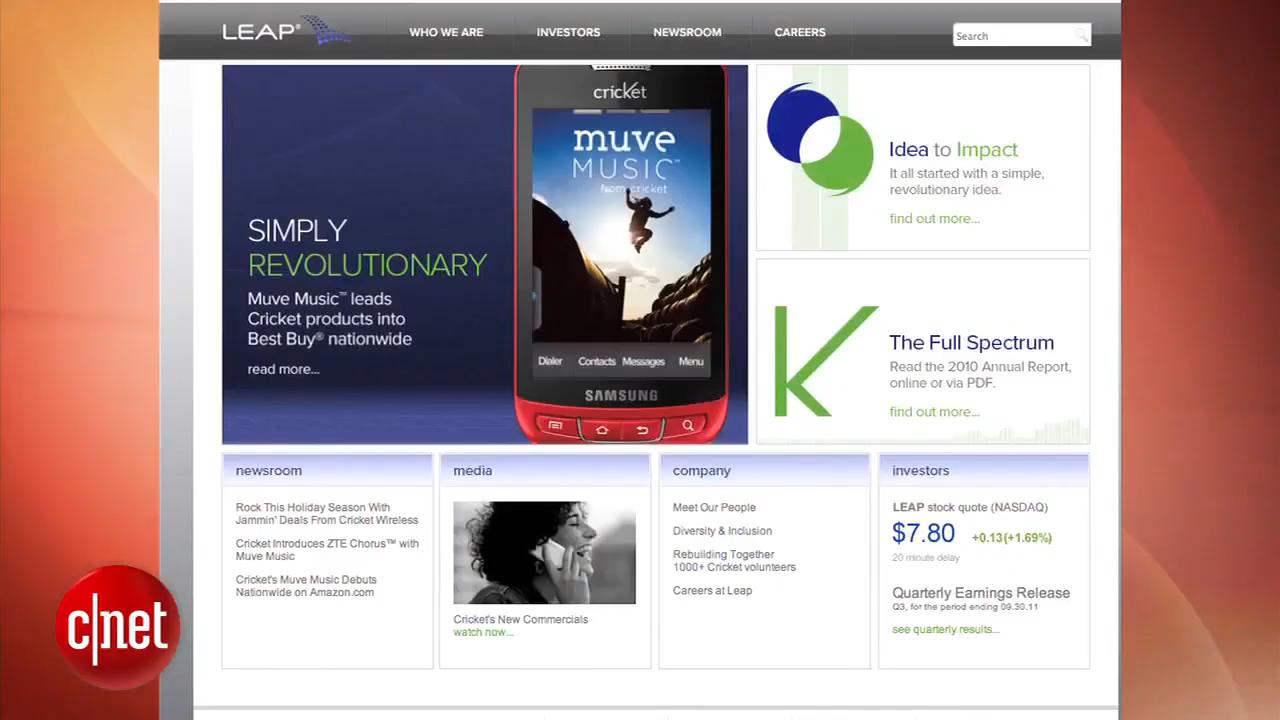 LEAP®
WHO WE ARE
INVESTORS
NEWSROOM
CAREERS
Search
SIMPLY
REVOLUTIONARY
Muve Music™ leads
Cricket products into
Best Buy® nationwide
read more...
cricket
muve
MUSIC™
from cricket
Dialer
Contacts
Messages
Menu
SAMSUNG
Idea to Impact
It all started with a simple,
revolutionary idea.
find out more...
K
The Full Spectrum
Read the 2010 Annual Report,
online or via PDF.
find out more...
newsroom
Rock This Holiday Season With
Jammin' Deals From Cricket Wireless
Cricket Introduces ZTE Chorus™ with
Muve Music
Cricket's Muve Music Debuts
Nationwide on Amazon.com
media
Cricket's New Commercials
watch now...
company
Meet Our People
Diversity & Inclusion
Rebuilding Together
1000+ Cricket volunteers
Careers at Leap
investors
LEAP stock quote (NASDAQ)
$7.80 +0.13(+1.69%)
20 minute delay
Quarterly Earnings Release
Q3, for the period ending 09.30.11
see quarterly results...
c|net